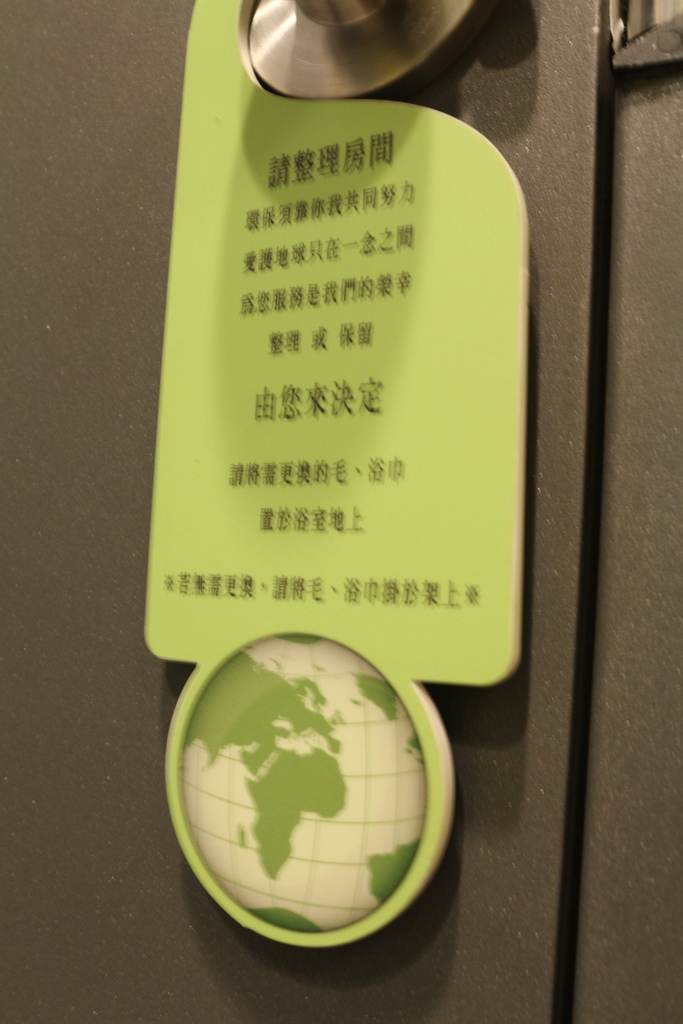 請整理房間
環保須靠你我共同努力
愛護地球只在一念之間
為您服務是我們的榮幸
整理 或 保留
由您來決定
請將需更換的毛、浴巾
置於浴室地上
※若無需更換、請將毛、浴巾掛於架上※